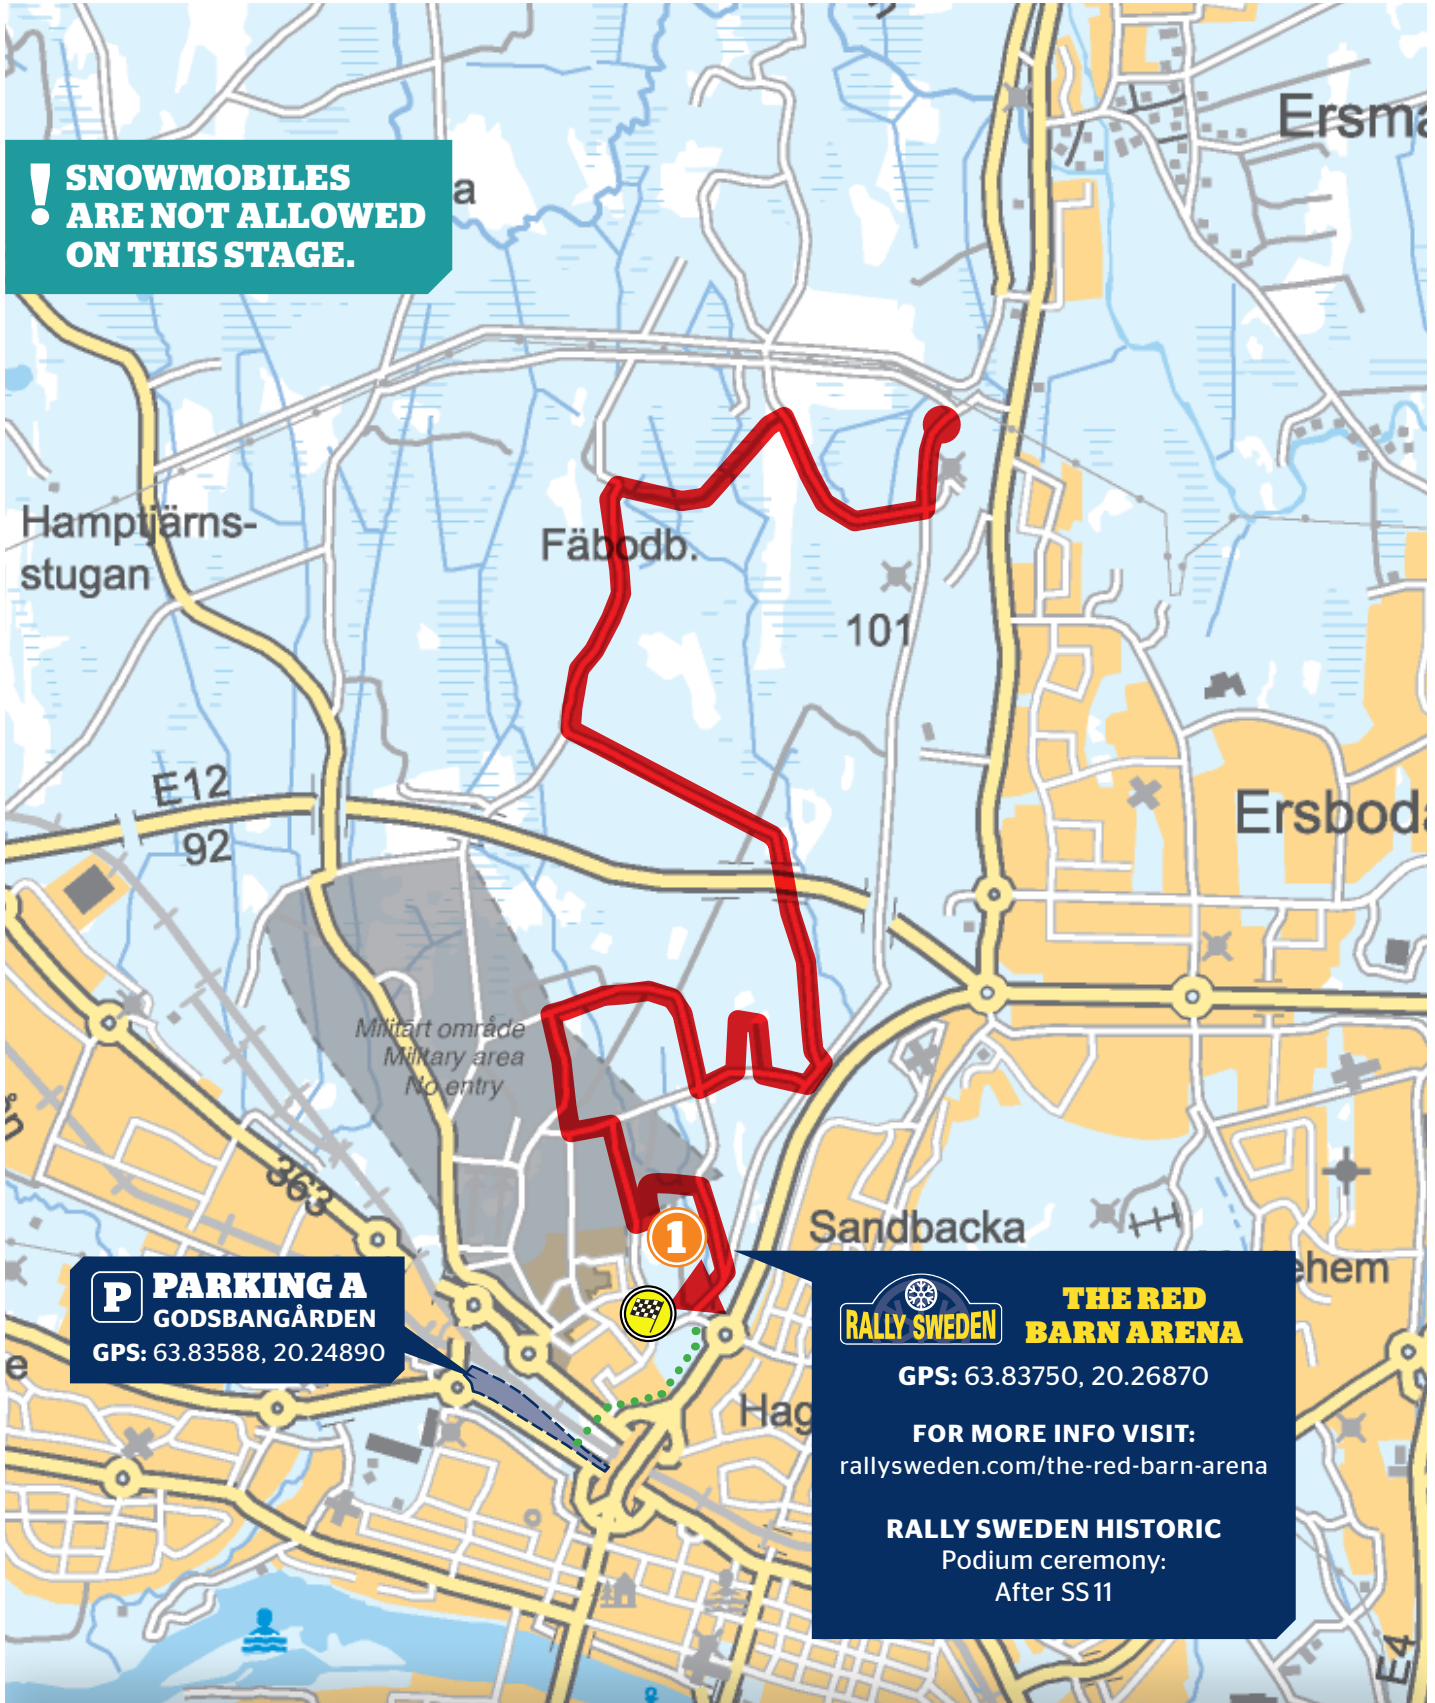 Ersma
! SNOWMOBILES
ARE NOT ALLOWED
ON THIS STAGE.
a
Hamptjärns-
stugan
Fäbodb.
101
E12
92
Ersboda
Militärt område
Military area
No entry
363
Sandbacka
ehem
P PARKING A
GODSBANGÅRDEN
GPS: 63.83588, 20.24890
e
1
RALLY SWEDEN
THE RED
BARN ARENA
GPS: 63.83750, 20.26870
Hag
FOR MORE INFO VISIT:
rallysweden.com/the-red-barn-arena
RALLY SWEDEN HISTORIC
Podium ceremony:
After SS 11
E4